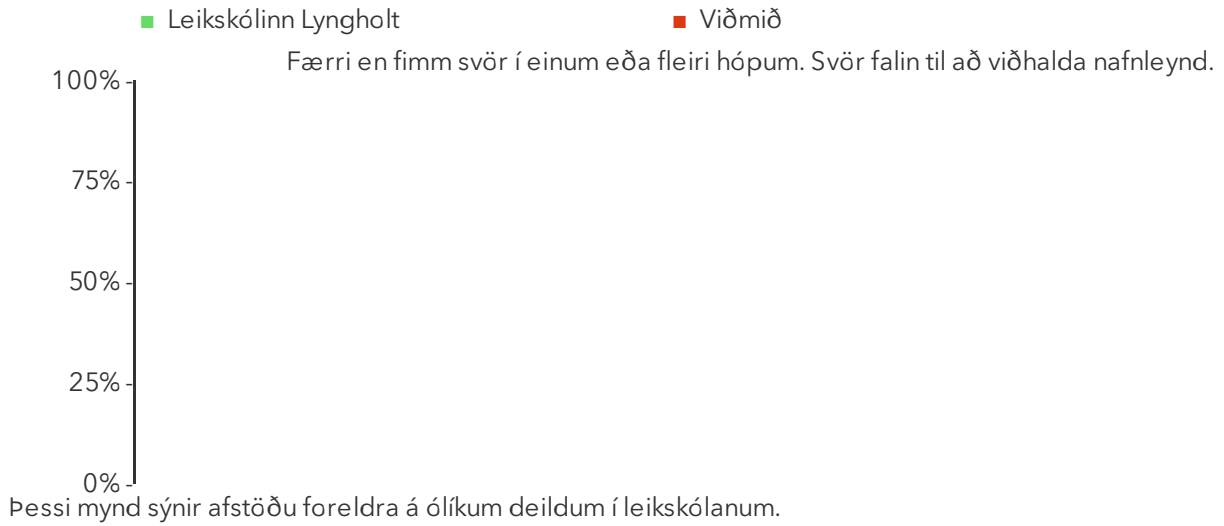 Leikskólinn Lyngholt Viðmið
Færri en fimm svör í einum eða fleiri hópum. Svör falin til að viðhalda nafnleynd.
100%
75%
50%
25%
0%
Þessi mynd sýnir afstöðu foreldra á ólíkum deildum í leikskólanum.